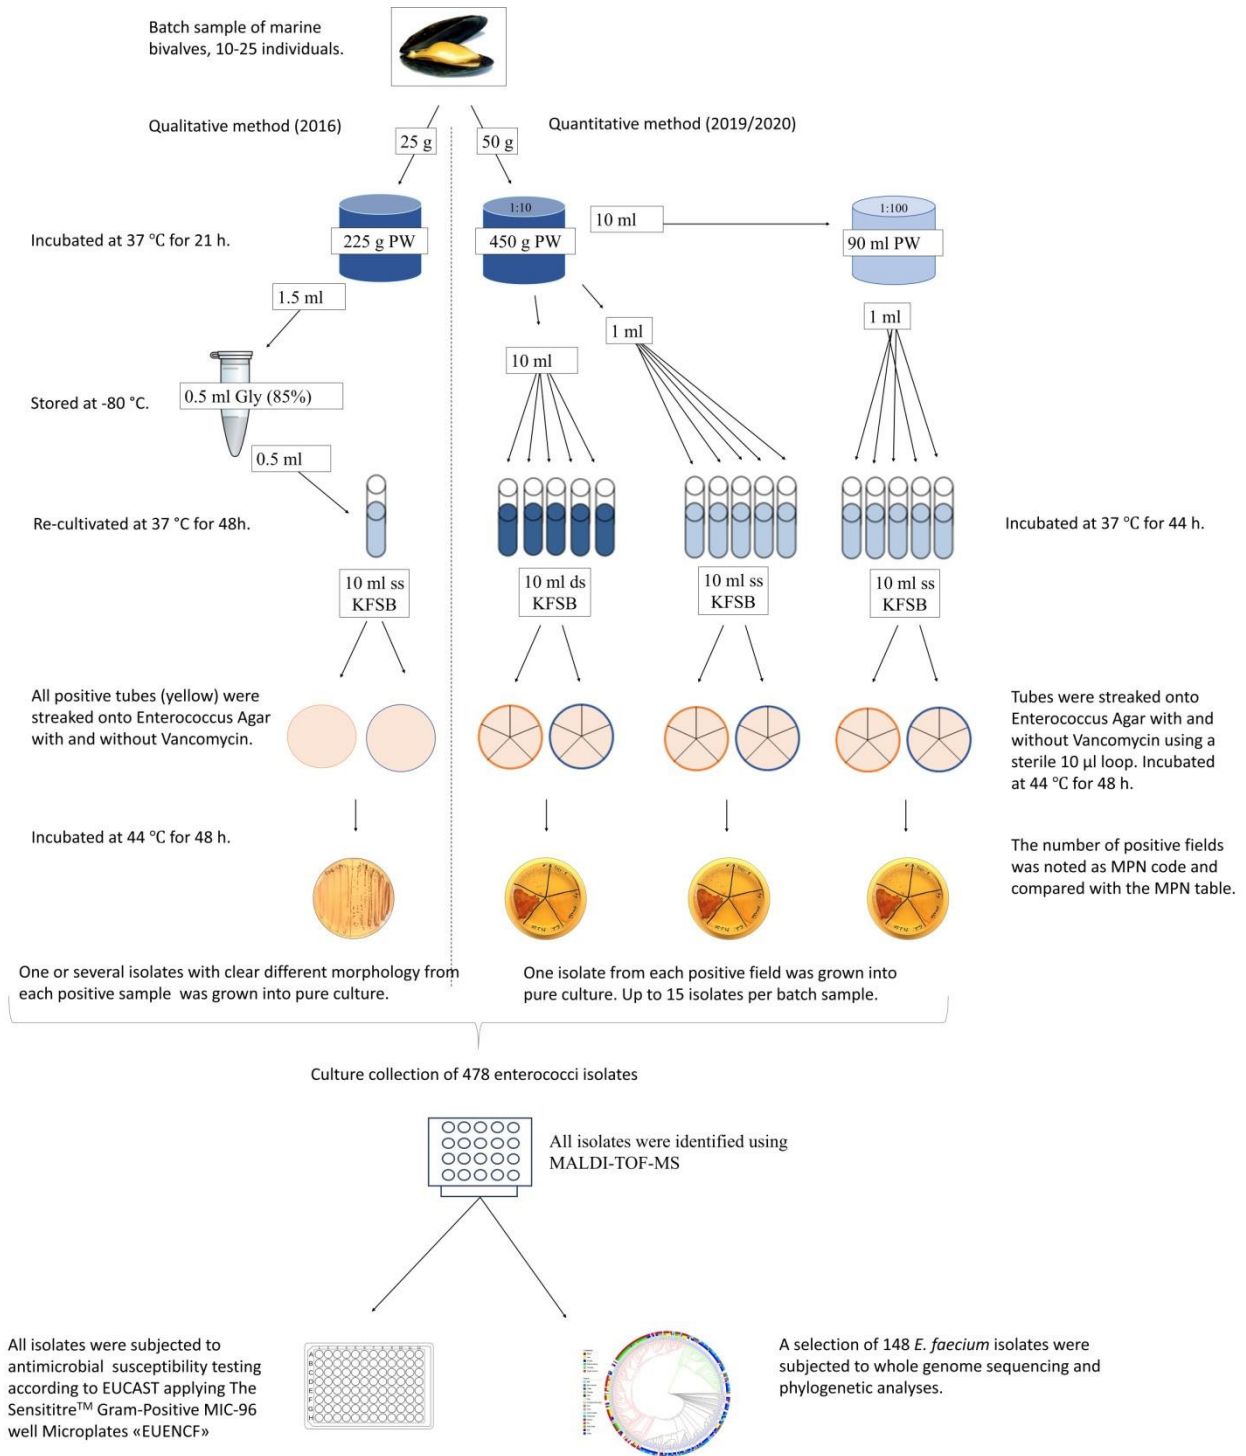 Batch sample of marine
bivalves, 10-25 individuals.
Qualitative method (2016)
Quantitative method (2019/2020)
25 g
50 g
1:10
1:100
10 ml
Incubated at 37 °C for 21 h.
225 g PW
450 g PW
90 ml PW
1.5 ml
1 ml
1 ml
10 ml
Stored at -80 °C.
0.5 ml Gly (85%)
0.5 ml
Re-cultivated at 37 °C for 48h.
Incubated at 37 °C for 44 h.
10 ml ss
KFSB
10 ml ds
KFSB
10 ml ss
KFSB
10 ml ss
KFSB
All positive tubes (yellow) were
streaked onto Enterococcus Agar
with and without Vancomycin.
Tubes were streaked onto
Enterococcus Agar with and
without Vancomycin using a
sterile 10 µl loop. Incubated
at 44 °C for 48 h.
Incubated at 44 °C for 48 h.
The number of positive fields
was noted as MPN code and
compared with the MPN table.
One or several isolates with clear different morphology from
each positive sample was grown into pure culture.
One isolate from each positive field was grown into
pure culture. Up to 15 isolates per batch sample.
Culture collection of 478 enterococci isolates
All isolates were identified using
MALDI-TOF-MS
All isolates were subjected to
antimicrobial susceptibility testing
according to EUCAST applying The
Sensititre™ Gram-Positive MIC-96
well Microplates «EUENCF»
A
B
C
D
E
F
G
H
A selection of 148 E. faecium isolates were
subjected to whole genome sequencing and
phylogenetic analyses.